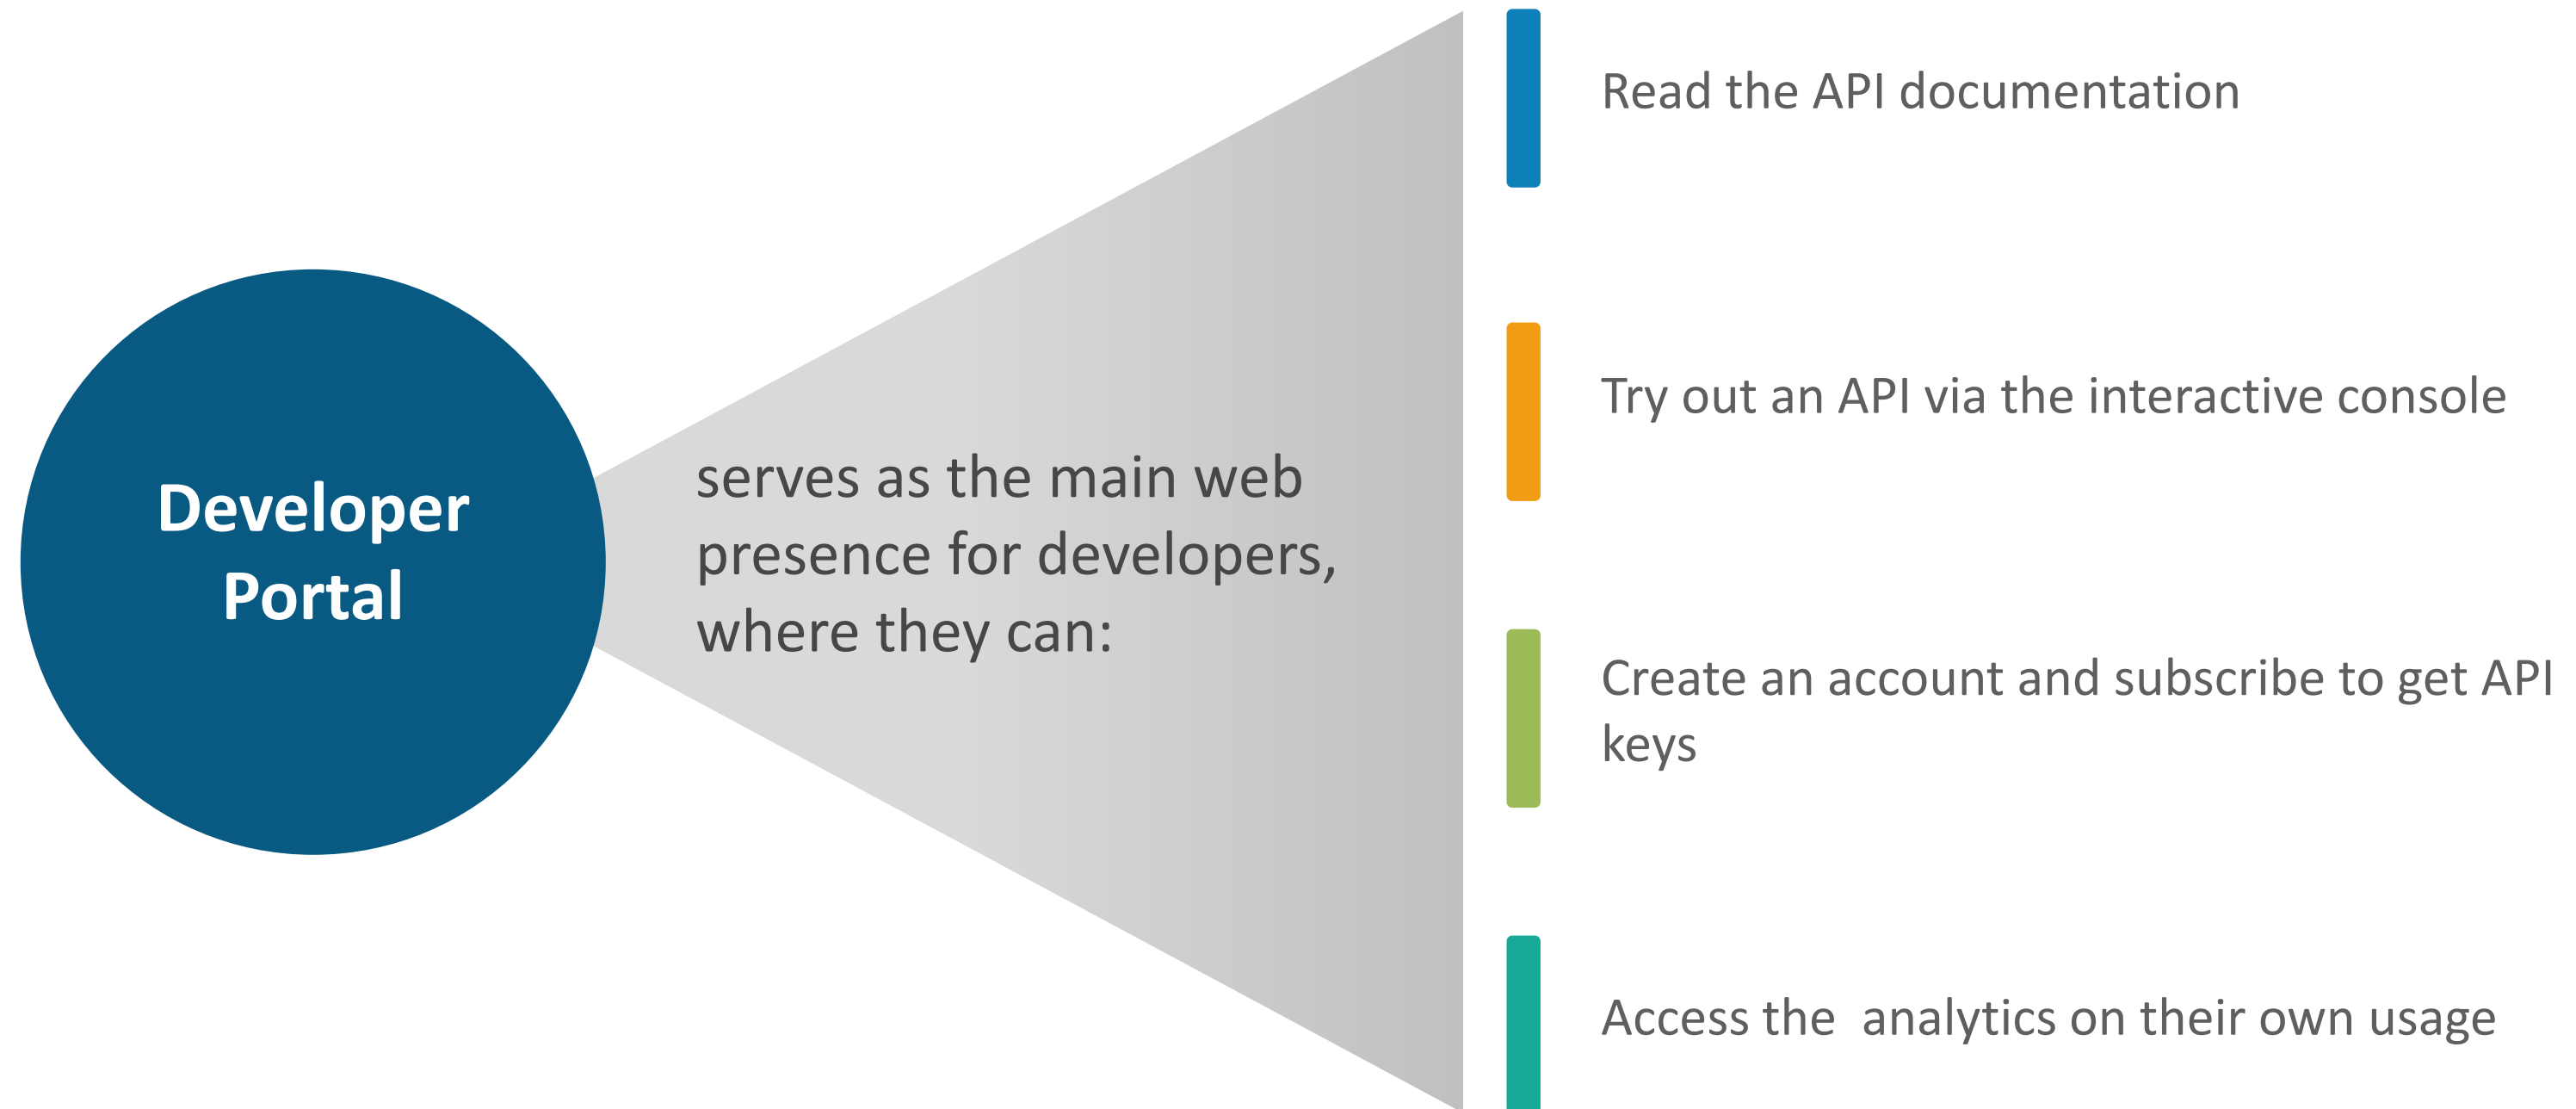 Developer
Portal
serves as the main web
presence for developers,
where they can:
Read the API documentation
Try out an API via the interactive console
Create an account and subscribe to get API
keys
Access the  analytics on their own usage